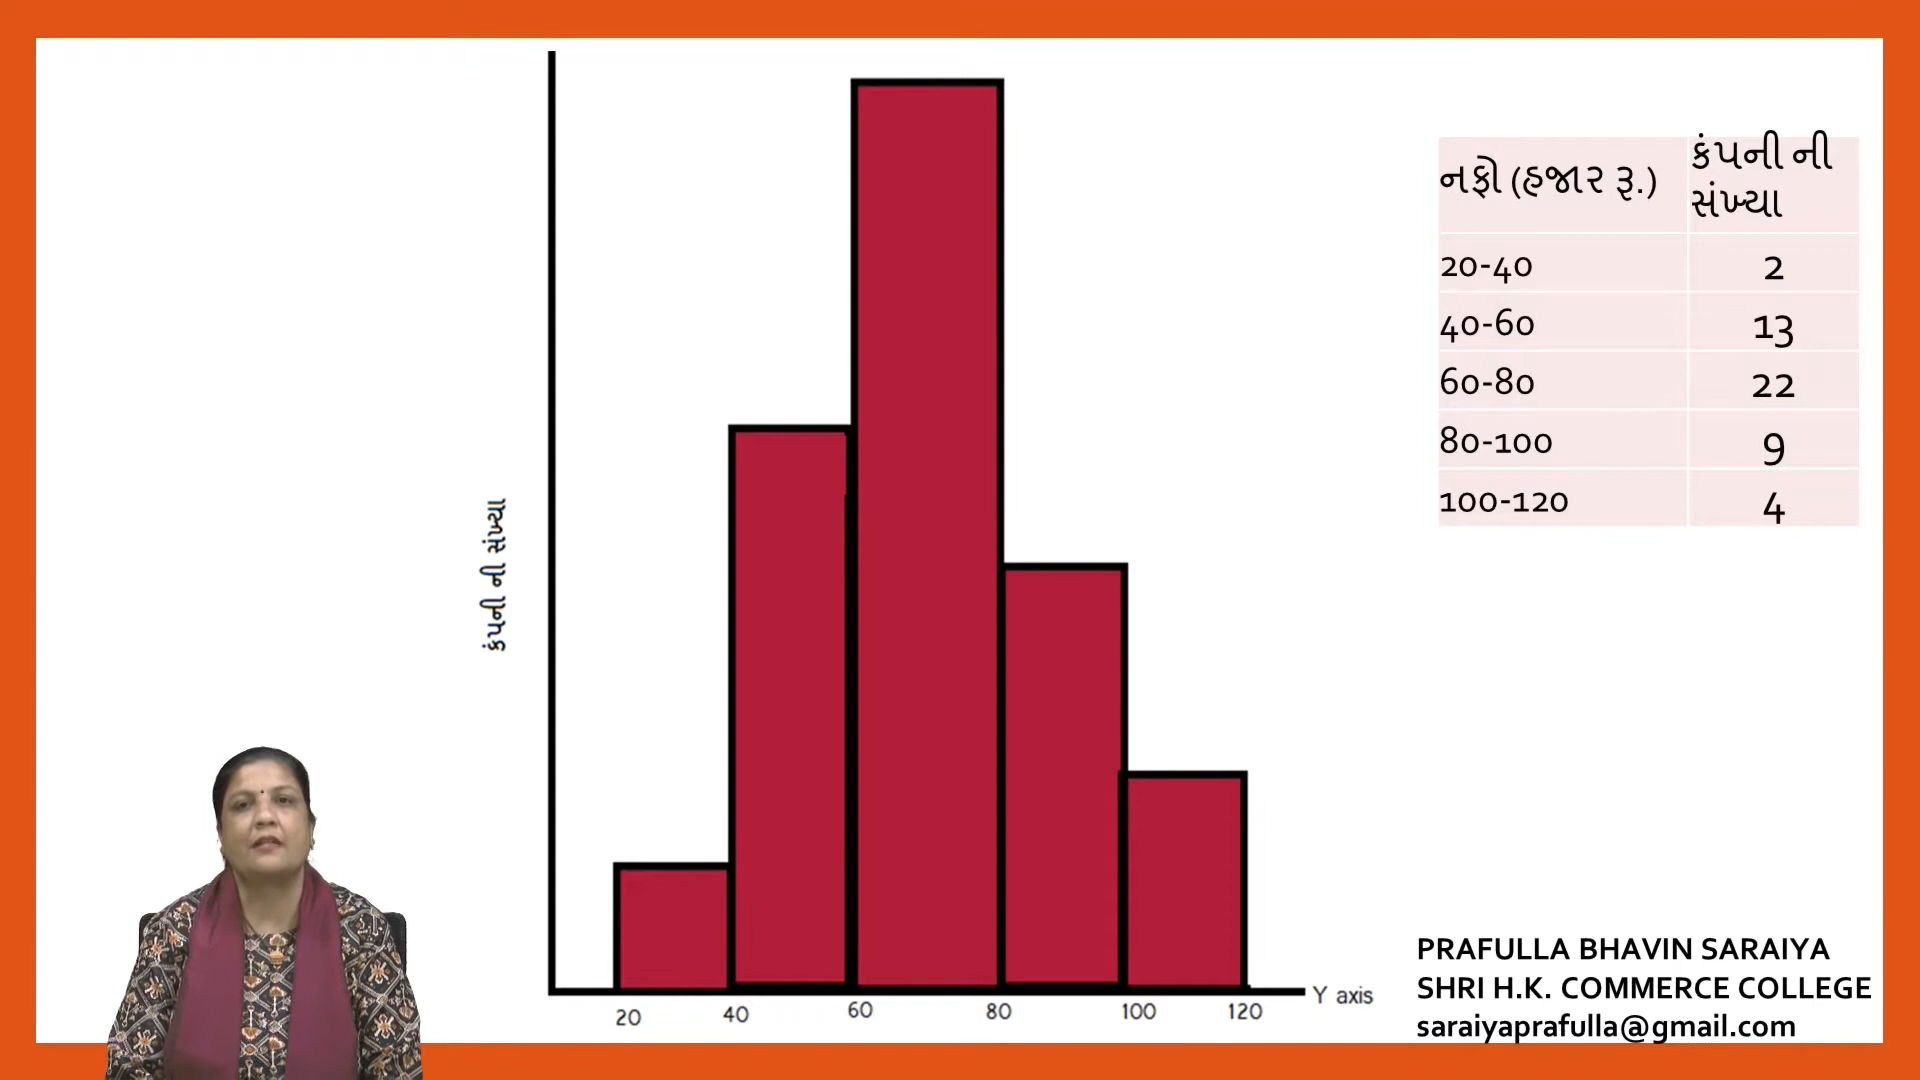 કંપની ની સંખ્યા
20 40 60 80 100 120
Y axis
નફો (હજાર રૂ.) કંપની ની
સંખ્યા
20-40 2
40-60 13
60-80 22
80-100 9
100-120 4
PRAFULLA BHAVIN SARAIYA
SHRI H.K. COMMERCE COLLEGE
saraiyaprafulla@gmail.com